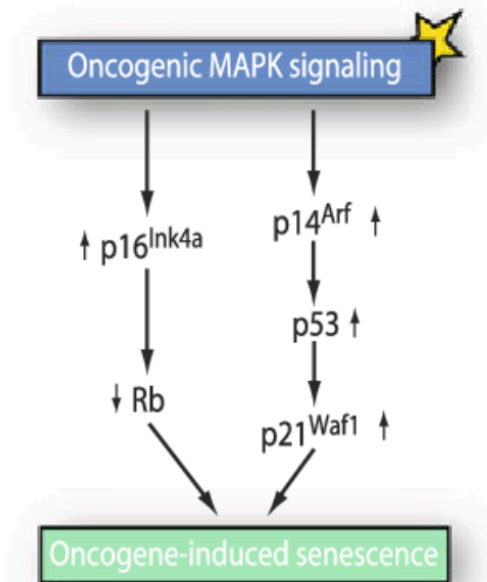 Oncogenic MAPK signaling
p14Arf ↑
↑ p16Ink4a
p53 ↑
↓ Rb
p21Waf1 ↑
Oncogene-induced senescence